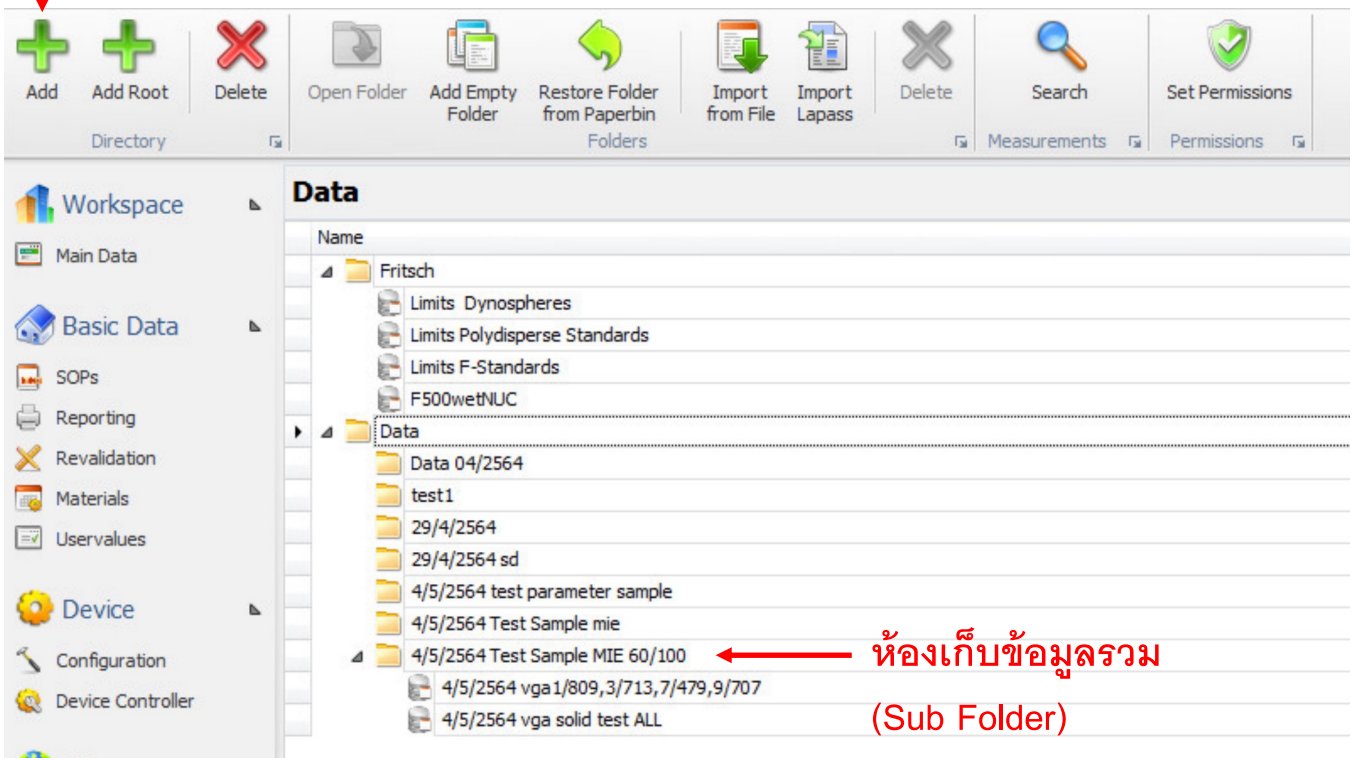 Add
Add Root
Delete
Open Folder
Add Empty
Folder
Restore Folder
from Paperbin
Import
from File
Import
Lapass
Delete
Search
Set Permissions
Directory
Folders
Measurements
Permissions
Workspace
Main Data
Basic Data
SOPs
Reporting
Revalidation
Materials
Uservalues
Device
Configuration
Device Controller
Data
Name
Fritsch
Limits Dynospheres
Limits Polydisperse Standards
Limits F-Standards
F500wetNUC
Data
Data 04/2564
test1
29/4/2564
29/4/2564 sd
4/5/2564 test parameter sample
4/5/2564 Test Sample mie
4/5/2564 Test Sample MIE 60/100
ห้องเก็บข้อมูลรวม
4/5/2564 vga1/809,3/713,7/479,9/707
4/5/2564 vga solid test ALL
(Sub Folder)